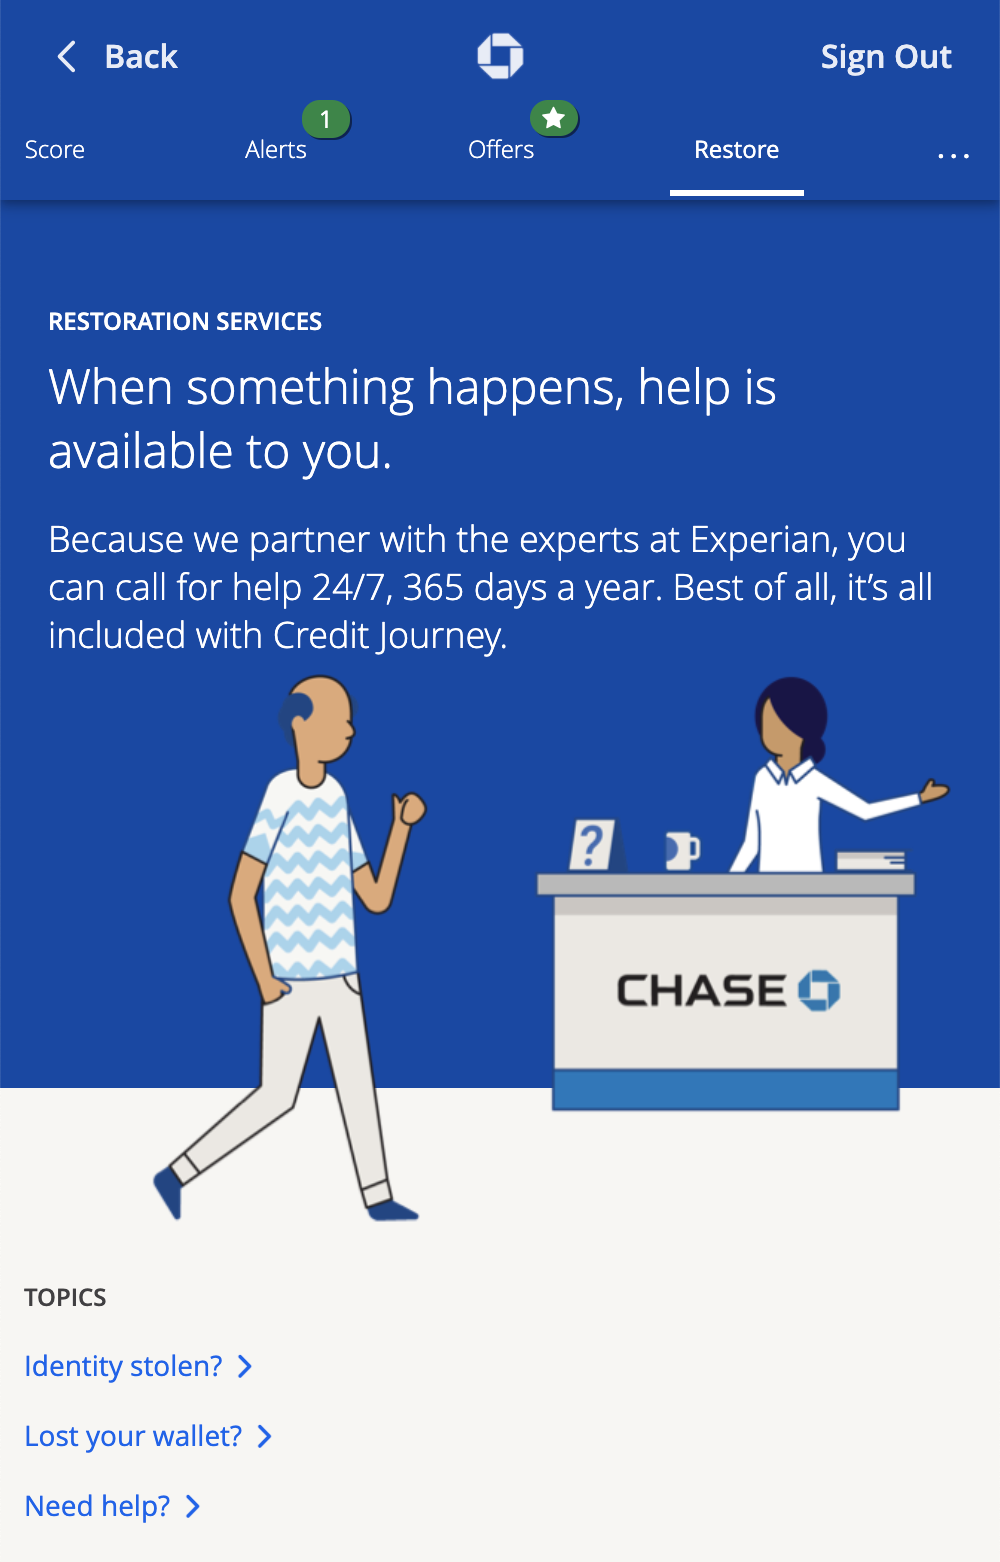 Back
Sign Out
1
Score
Alerts
Offers
Restore
...
RESTORATION SERVICES
When something happens, help is
available to you.
Because we partner with the experts at Experian, you
can call for help 24/7, 365 days a year. Best of all, it’s all
included with Credit Journey.
?
CHASE
TOPICS
Identity stolen?
Lost your wallet?
Need help?